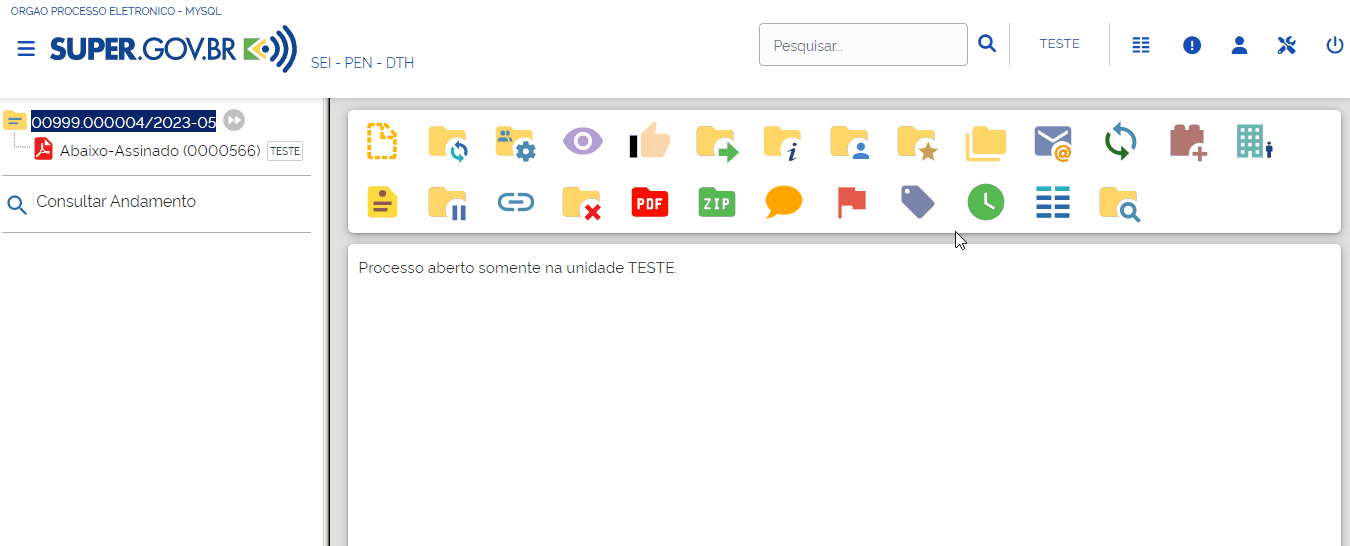 ORGAO PROCESSO ELETRONICO - MYSQL
SUPER.GOV.BR
SEI - PEN - DTH
Pesquisar...
TESTE
00999.000004/2023-05
Abaixo-Assinado (0000566) TESTE
Consultar Andamento
i
@
PDF
ZIP
Processo aberto somente na unidade TESTE.